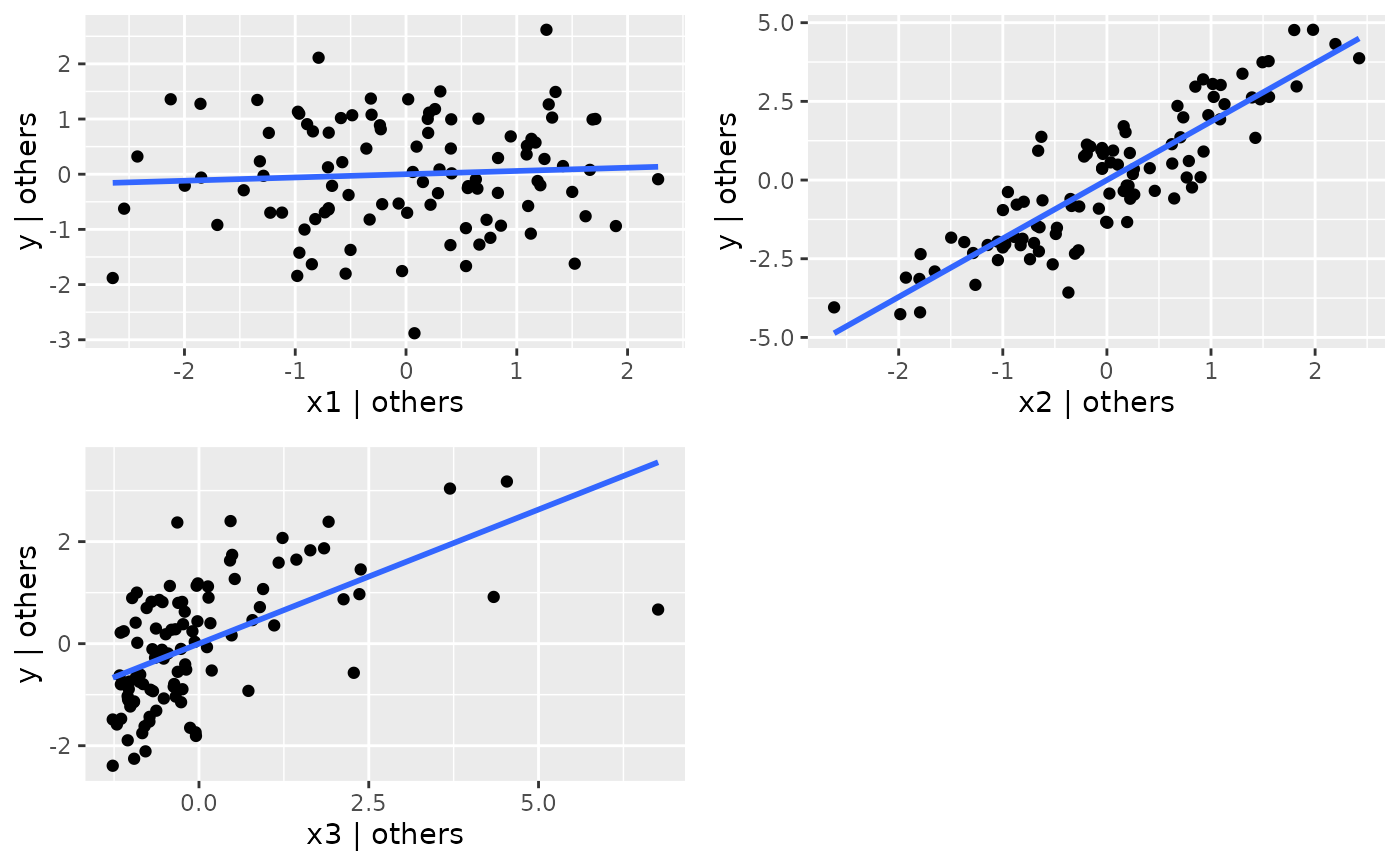 2
1
0
-1
-2
-3
y | others
-2 -1 0 1 2
x1 | others
5.0
2.5
0.0
-2.5
-5.0
y | others
-2 -1 0 1 2
x2 | others
2
0
-2
y | others
0.0 2.5 5.0
x3 | others